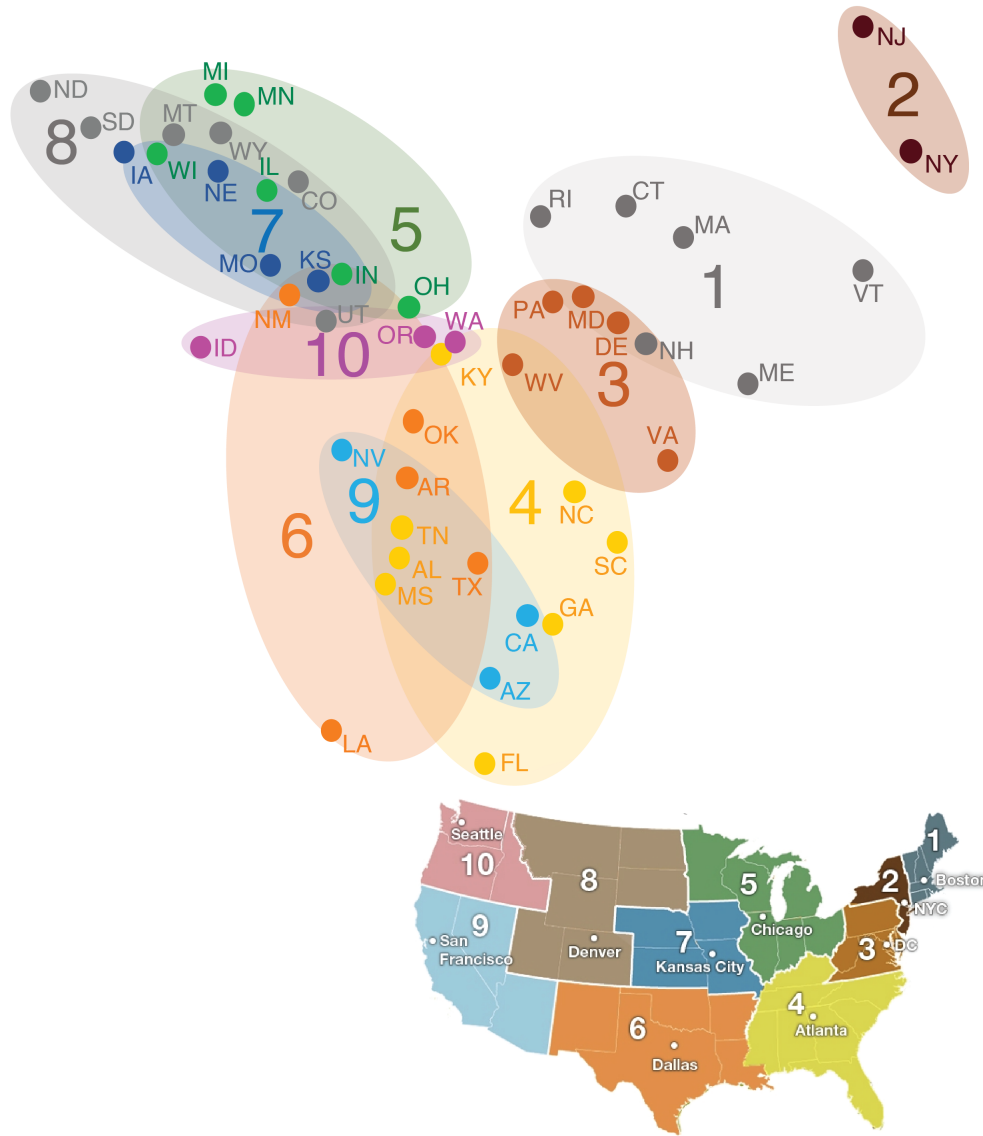 NJ
2
NY
MI
MN
ND
SD
MT
8
WY
IL
IA
WI
NE
CO
7
5
MO
KS
IN
OH
NM
UT
OR
WA
ID
10
KY
RI
CT
MA
1
VT
PA
MD
DE
NH
ME
WV
3
VA
OK
NV
AR
9
4
NC
6
TN
AL
MS
TX
SC
GA
CA
AZ
LA
FL
Seattle
10
8
5
2
1
Boston
NYC
9
San
Francisco
Denver
7
Kansas City
Chicago
3
DC
6
Dallas
4
Atlanta